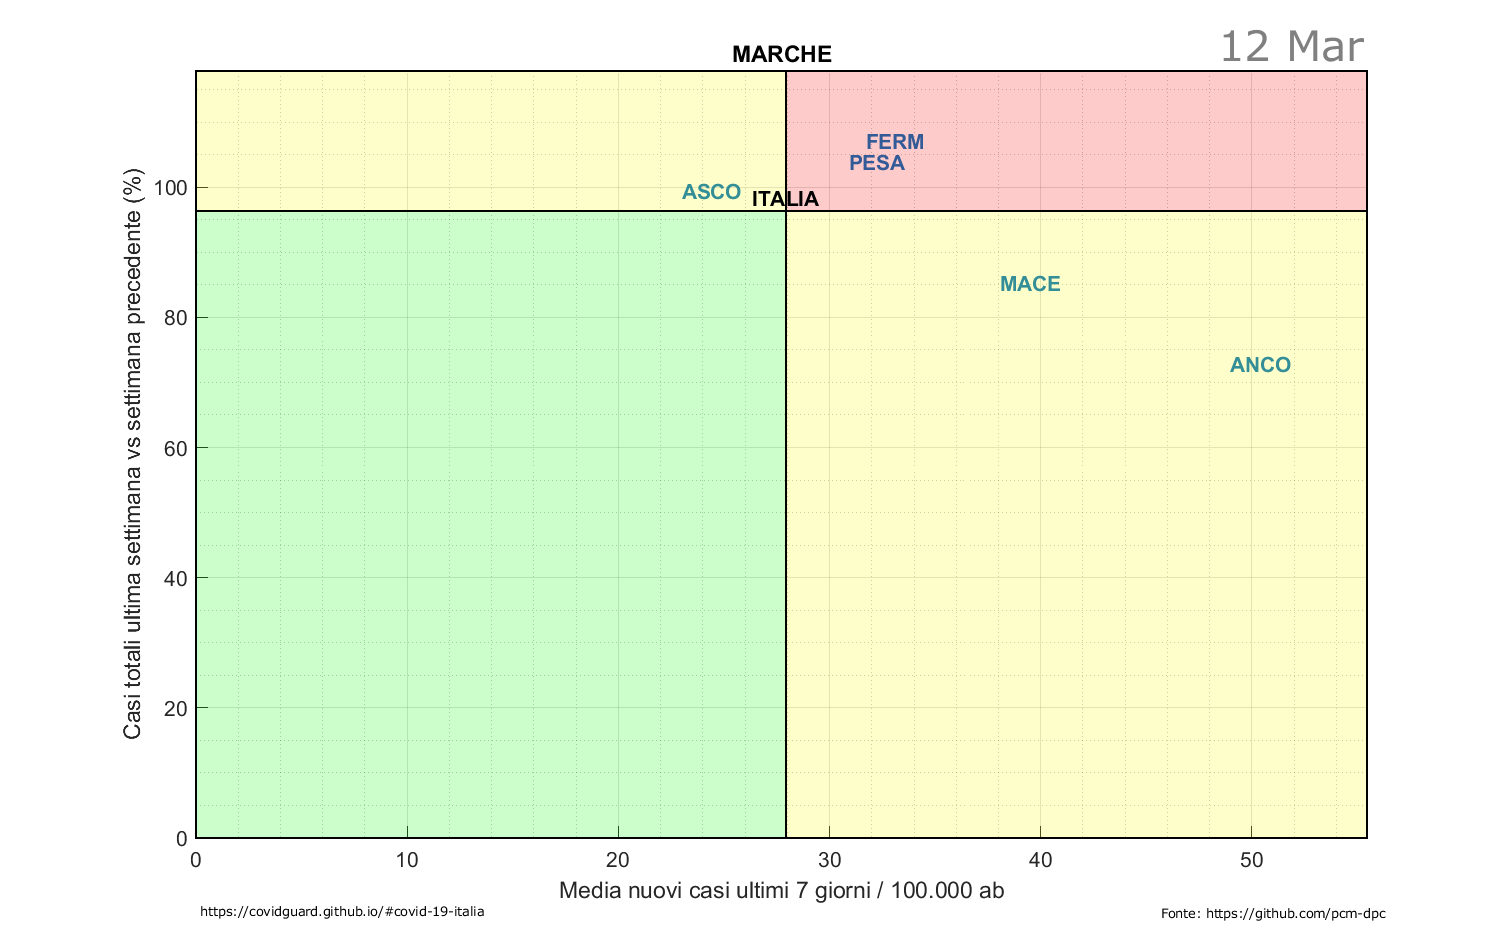 12 Mar
MARCHE
FERM
PESA
ASCO
ITALIA
MACE
ANCO
Casi totali ultima settimana vs settimana precedente (%)
100
80
60
40
20
0
0 10 20 30 40 50
Media nuovi casi ultimi 7 giorni / 100.000 ab
https://covidguard.github.io/#covid-19-italia
Fonte: https://github.com/pcm-dpc